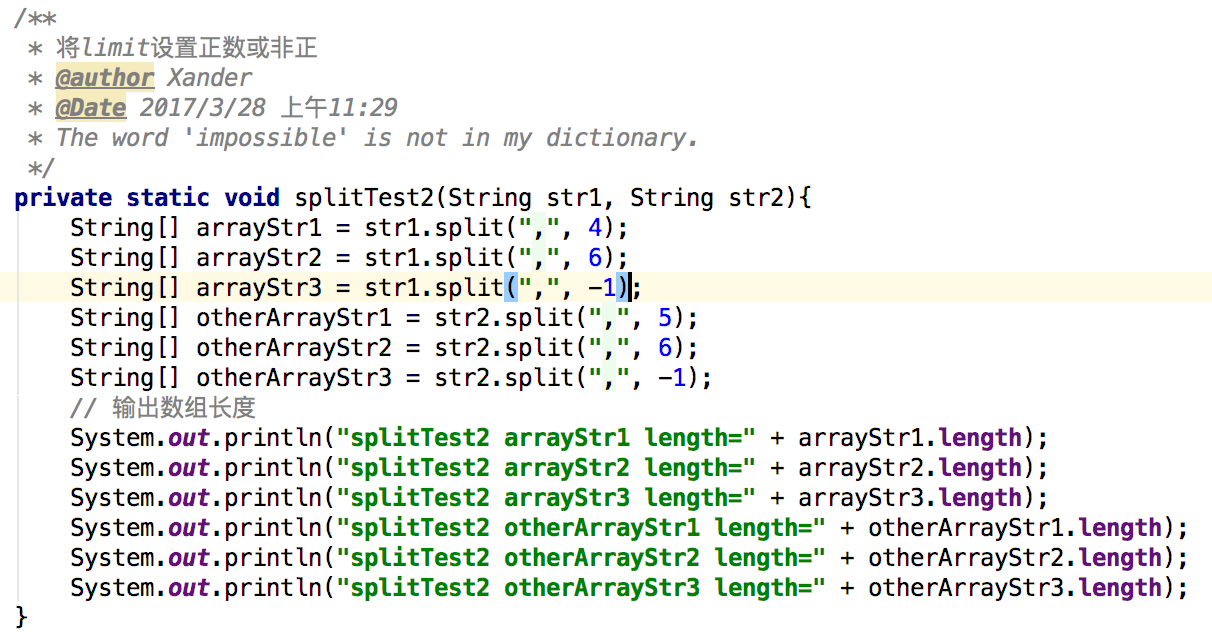 /**
 * 将limit设置正数或非正
 * @author Xander
 * @Date 2017/3/28 上午11:29
 * The word 'impossible' is not in my dictionary.
 */
private static void splitTest2(String str1, String str2){
    String[] arrayStr1 = str1.split(",", 4);
    String[] arrayStr2 = str1.split(",", 6);
    String[] arrayStr3 = str1.split(",", -1);
    String[] otherArrayStr1 = str2.split(",", 5);
    String[] otherArrayStr2 = str2.split(",", 6);
    String[] otherArrayStr3 = str2.split(",", -1);
    // 输出数组长度
    System.out.println("splitTest2 arrayStr1 length=" + arrayStr1.length);
    System.out.println("splitTest2 arrayStr2 length=" + arrayStr2.length);
    System.out.println("splitTest2 arrayStr3 length=" + arrayStr3.length);
    System.out.println("splitTest2 otherArrayStr1 length=" + otherArrayStr1.length);
    System.out.println("splitTest2 otherArrayStr2 length=" + otherArrayStr2.length);
    System.out.println("splitTest2 otherArrayStr3 length=" + otherArrayStr3.length);
}